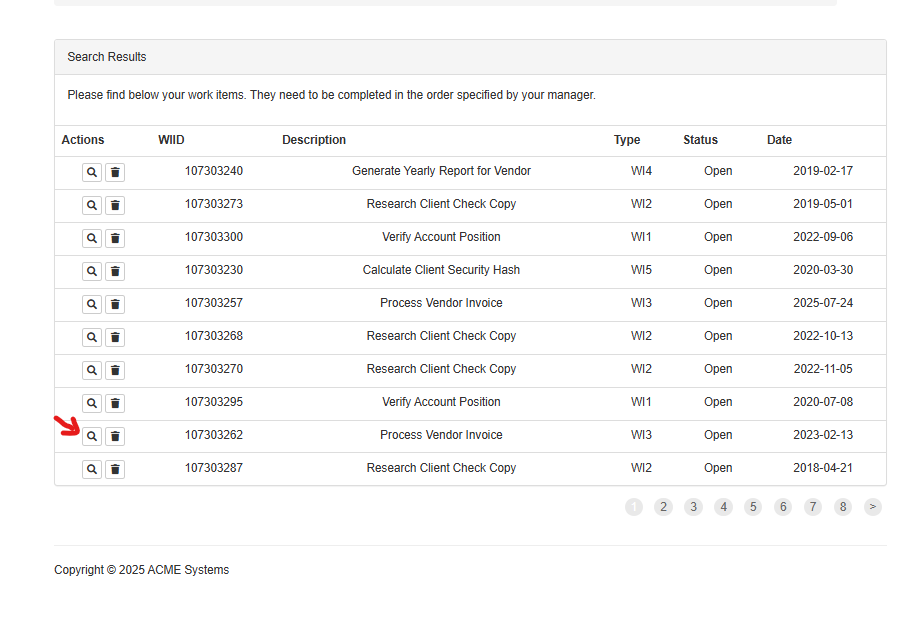 Search Results
Please find below your work items. They need to be completed in the order specified by your manager.
Actions WIID Description Type Status Date
107303240 Generate Yearly Report for Vendor WI4 Open 2019-02-17
107303273 Research Client Check Copy WI2 Open 2019-05-01
107303300 Verify Account Position WI1 Open 2022-09-06
107303230 Calculate Client Security Hash WI5 Open 2020-03-30
107303257 Process Vendor Invoice WI3 Open 2025-07-24
107303268 Research Client Check Copy WI2 Open 2022-10-13
107303270 Research Client Check Copy WI2 Open 2022-11-05
107303295 Verify Account Position WI1 Open 2020-07-08
107303262 Process Vendor Invoice WI3 Open 2023-02-13
107303287 Research Client Check Copy WI2 Open 2018-04-21
1 2 3 4 5 6 7 8 >
Copyright © 2025 ACME Systems